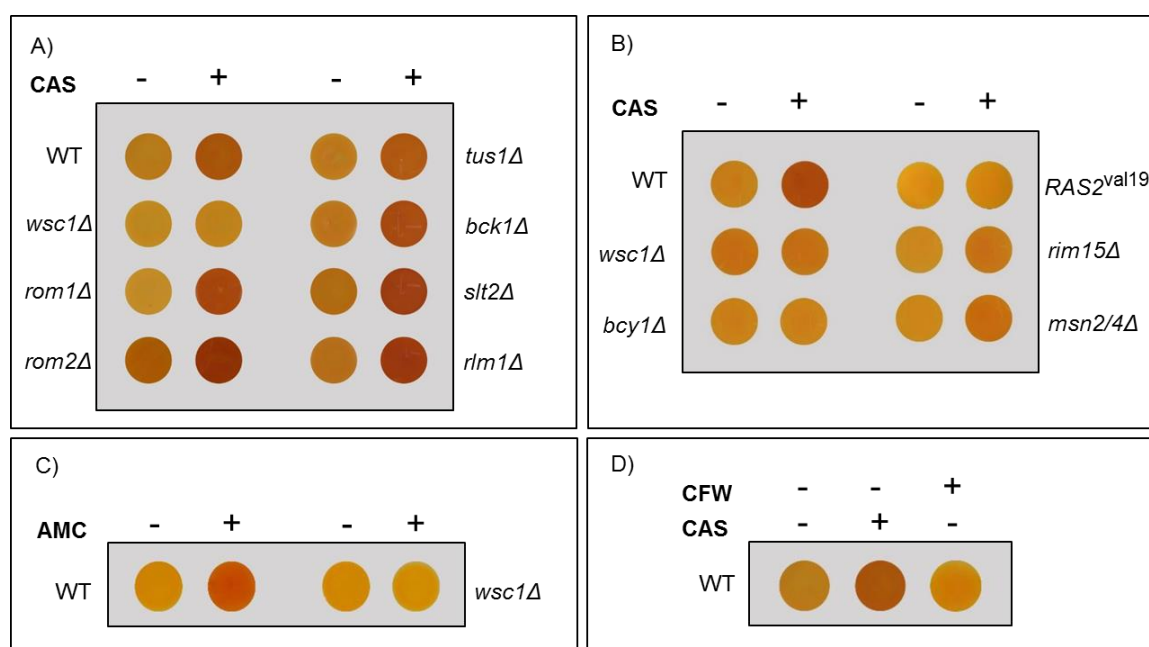 A)
CAS - + - +
WT tus1Δ
wsc1Δ bck1Δ
rom1Δ slt2Δ
rom2Δ rlm1Δ
B)
CAS - + - +
WT RAS2val19
wsc1Δ rim15Δ
bcy1Δ msn2/4Δ
C)
AMC - + - +
WT wsc1Δ
D)
CFW - - +
CAS - + -
WT